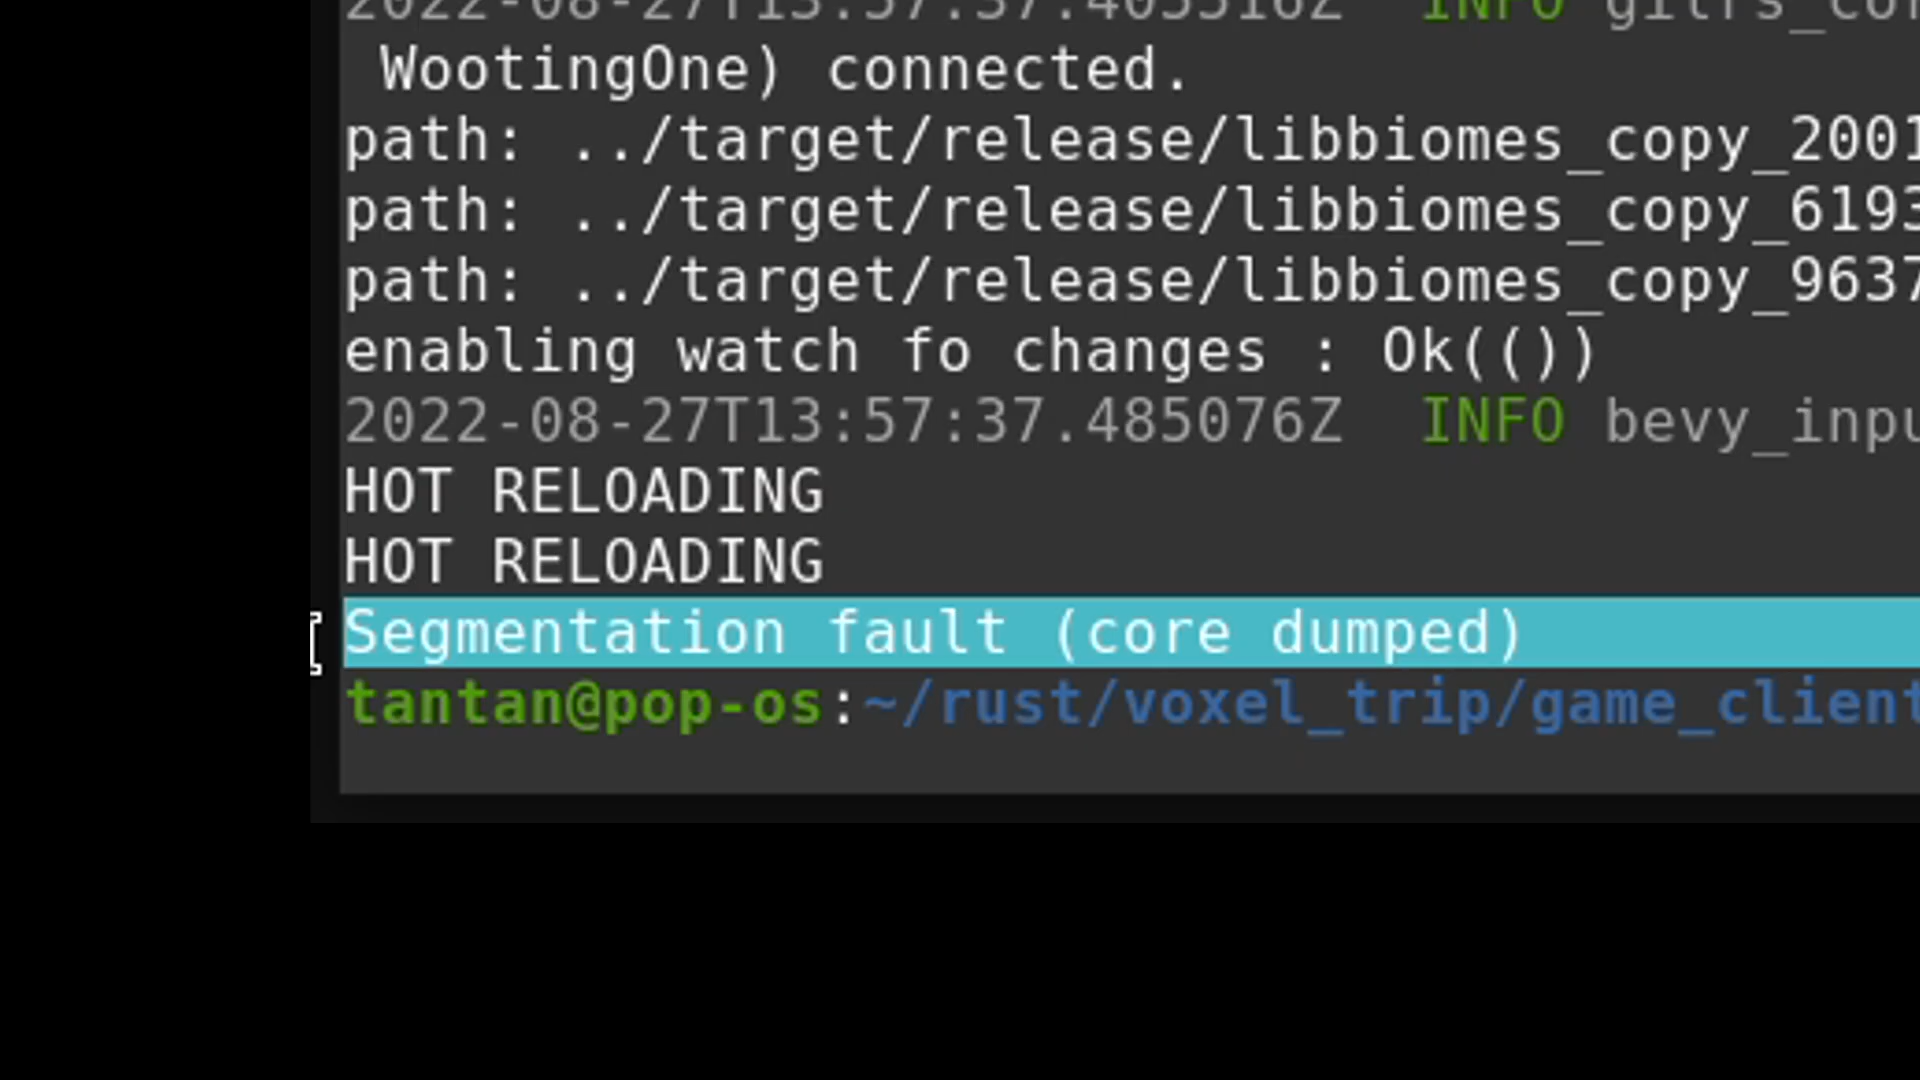 2022-08-27T13:57:37.405516Z  INFO gilrs_cor
 WootingOne) connected.
path: ../target/release/libbiomes_copy_2001
path: ../target/release/libbiomes_copy_6193
path: ../target/release/libbiomes_copy_9637
enabling watch fo changes : Ok(())
2022-08-27T13:57:37.485076Z  INFO bevy_inpu
HOT RELOADING
HOT RELOADING
Segmentation fault (core dumped)
tantan@pop-os:~/rust/voxel_trip/game_client